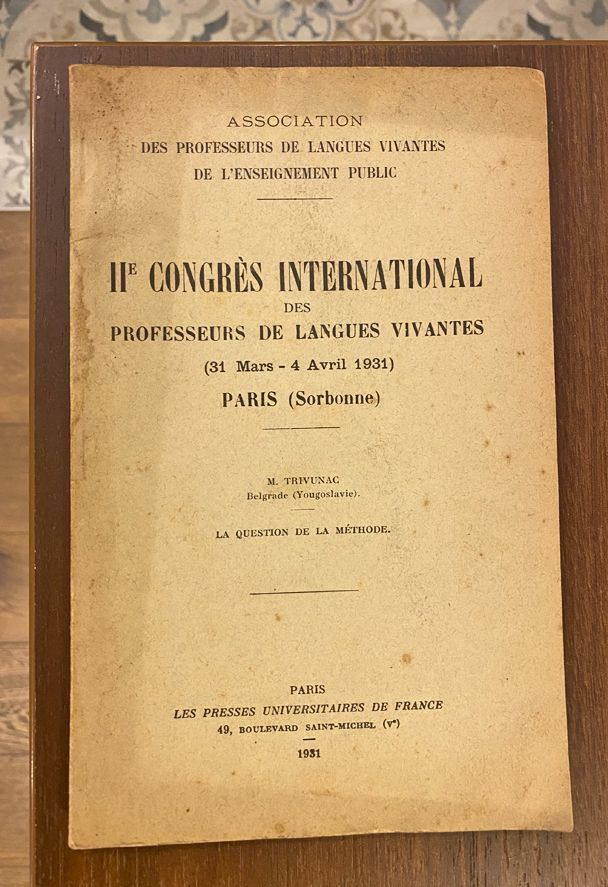 ASSOCIATION
DES PROFESSEURS DE LANGUES VIVANTES
DE L'ENSEIGNEMENT PUBLIC
IIE CONGRÈS INTERNATIONAL
DES
PROFESSEURS DE LANGUES VIVANTES
(31 Mars - 4 Avril 1931)
PARIS (Sorbonne)
M. TRIVUNAC
Belgrade (Yougoslavie).
LA QUESTION DE LA MÉTHODE.
PARIS
LES PRESSES UNIVERSITAIRES DE FRANCE
49, BOULEVARD SAINT-MICHEL (Ve)
1931